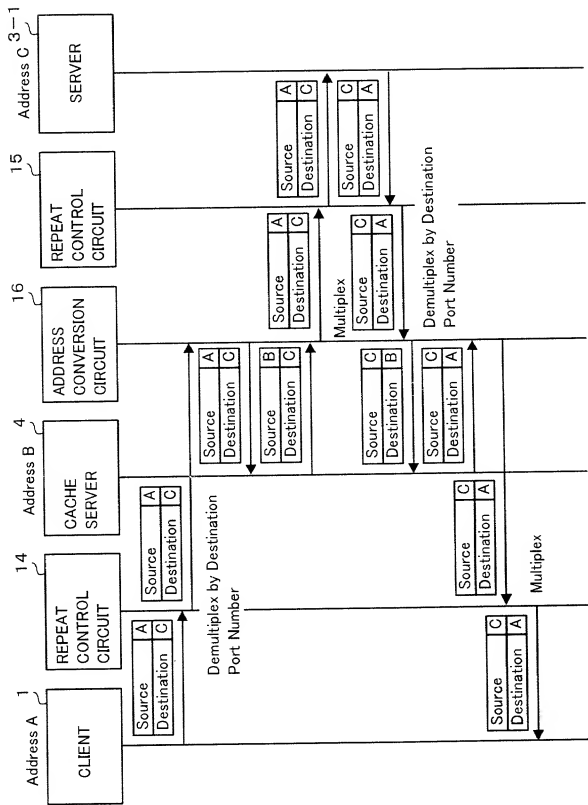 Address A
1
CLIENT
14
REPEAT
CONTROL
CIRCUIT
Address B
4
CACHE
SERVER
16
ADDRESS
CONVERSION
CIRCUIT
15
REPEAT
CONTROL
CIRCUIT
Address C
3-1
SERVER
Source A
Destination C
Source A
Destination C
Demultiplex by Destination
Port Number
Source A
Destination C
Source B
Destination C
Source A
Destination C
Multiplex
Source A
Destination C
Source C
Destination A
Source C
Destination A
Demultiplex by Destination
Port Number
Source C
Destination B
Source C
Destination A
Source C
Destination A
Multiplex
Source C
Destination A